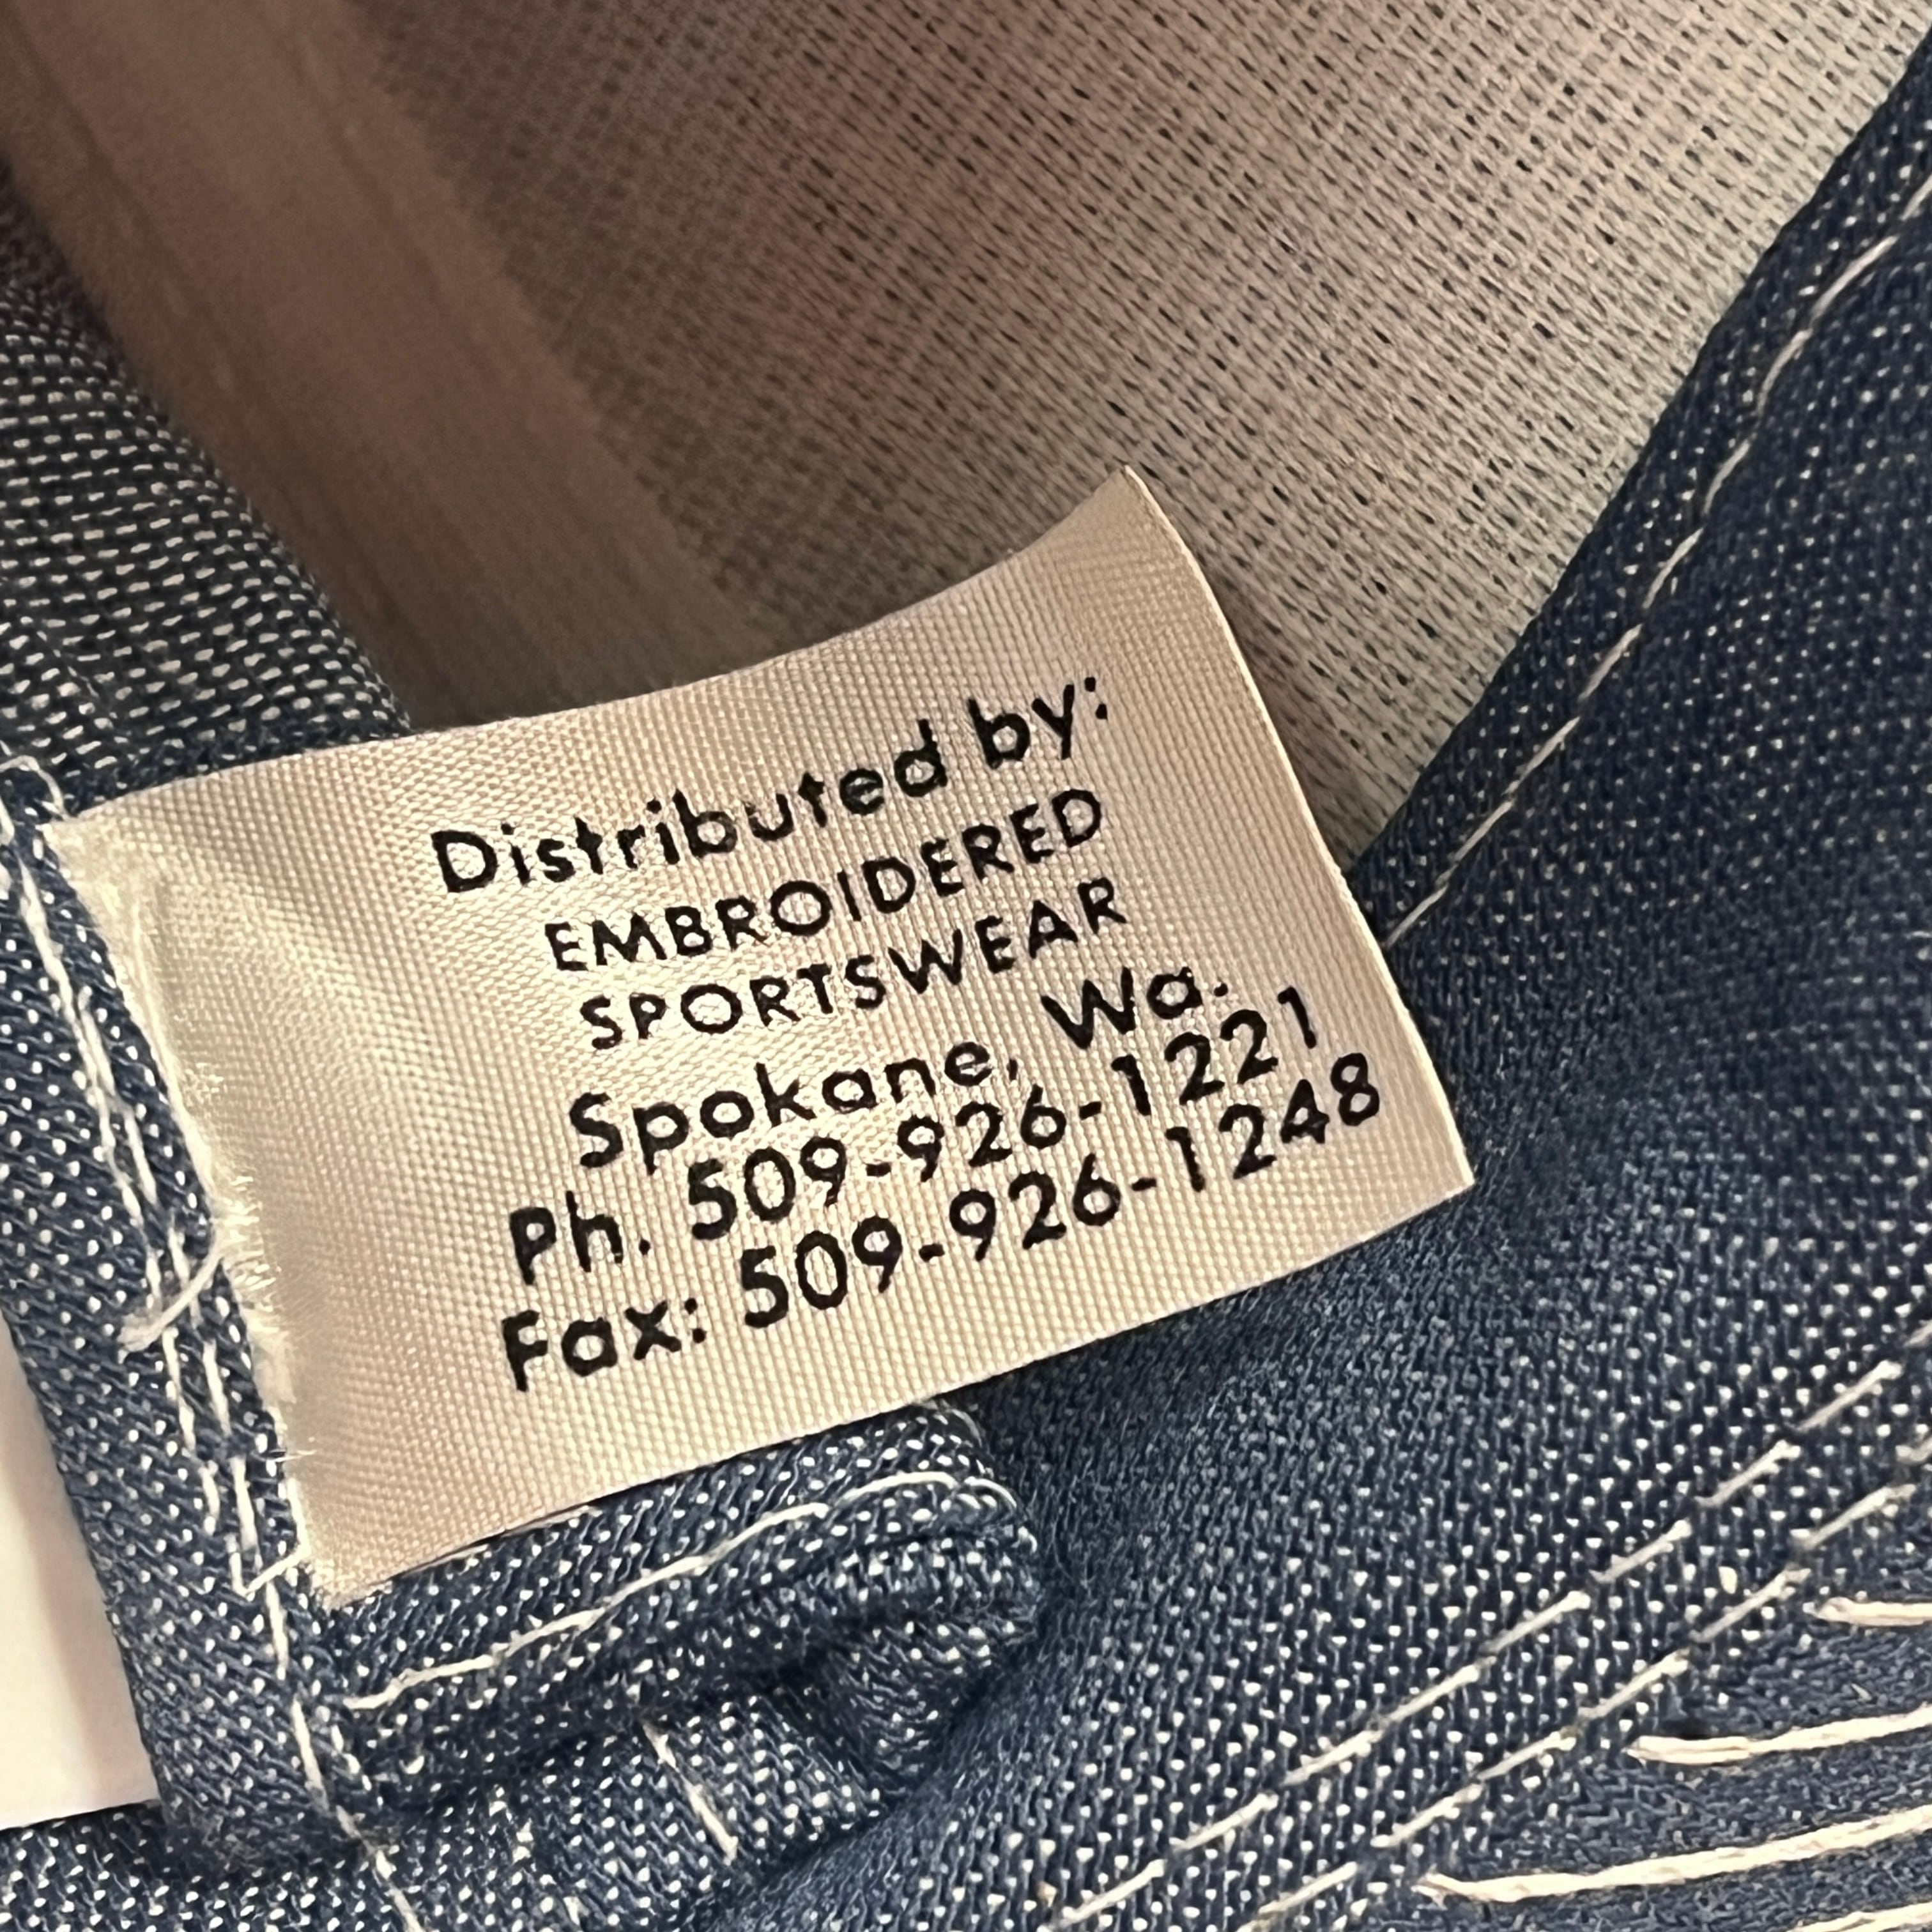 Distributed by:
EMBROIDERED
SPORTSWEAR
Spokane, Wa.
Ph. 509-926-1221
Fax: 509-926-1248